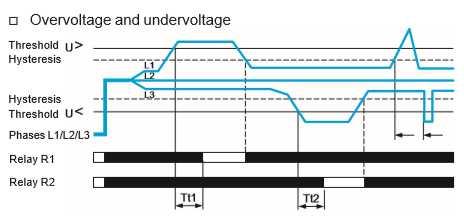 □ Overvoltage and undervoltage
Threshold U>
Hysteresis
L1
L2
L3
Hysteresis
Threshold U<
Phases L1/L2/L3
Relay R1
Relay R2
Tt1
Tt2